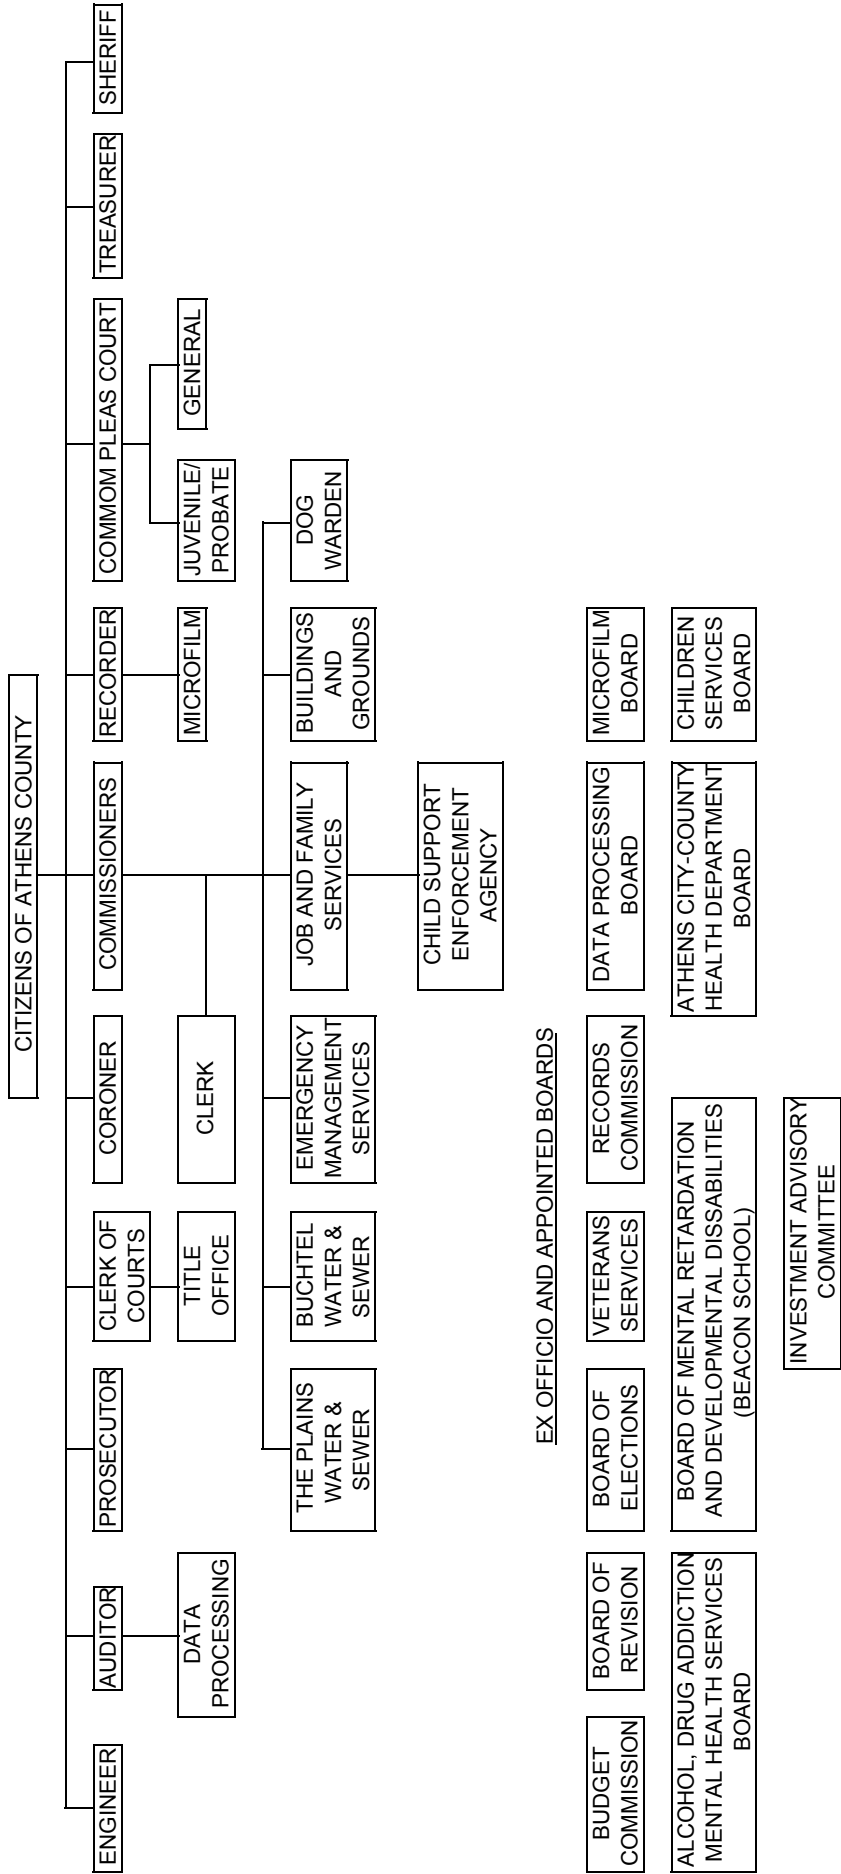 CITIZENS OF ATHENS COUNTY
ENGINEER
AUDITOR
PROSECUTOR
CLERK OF
COURTS
CORONER
COMMISSIONERS
RECORDER
COMMOM PLEAS COURT
TREASURER
SHERIFF
DATA
PROCESSING
TITLE
OFFICE
CLERK
MICROFILM
JUVENILE/
PROBATE
GENERAL
THE PLAINS
WATER &
SEWER
BUCHTEL
WATER &
SEWER
EMERGENCY
MANAGEMENT
SERVICES
JOB AND FAMILY
SERVICES
BUILDINGS
AND
GROUNDS
DOG
WARDEN
CHILD SUPPORT
ENFORCEMENT
AGENCY
EX OFFICIO AND APPOINTED BOARDS
BUDGET
COMMISSION
BOARD OF
REVISION
BOARD OF
ELECTIONS
VETERANS
SERVICES
RECORDS
COMMISSION
DATA PROCESSING
BOARD
MICROFILM
BOARD
ALCOHOL, DRUG ADDICTION
MENTAL HEALTH SERVICES
BOARD
BOARD OF MENTAL RETARDATION
AND DEVELOPMENTAL DISSABILITIES
(BEACON SCHOOL)
ATHENS CITY-COUNTY
HEALTH DEPARTMENT
BOARD
CHILDREN
SERVICES
BOARD
INVESTMENT ADVISORY
COMMITTEE